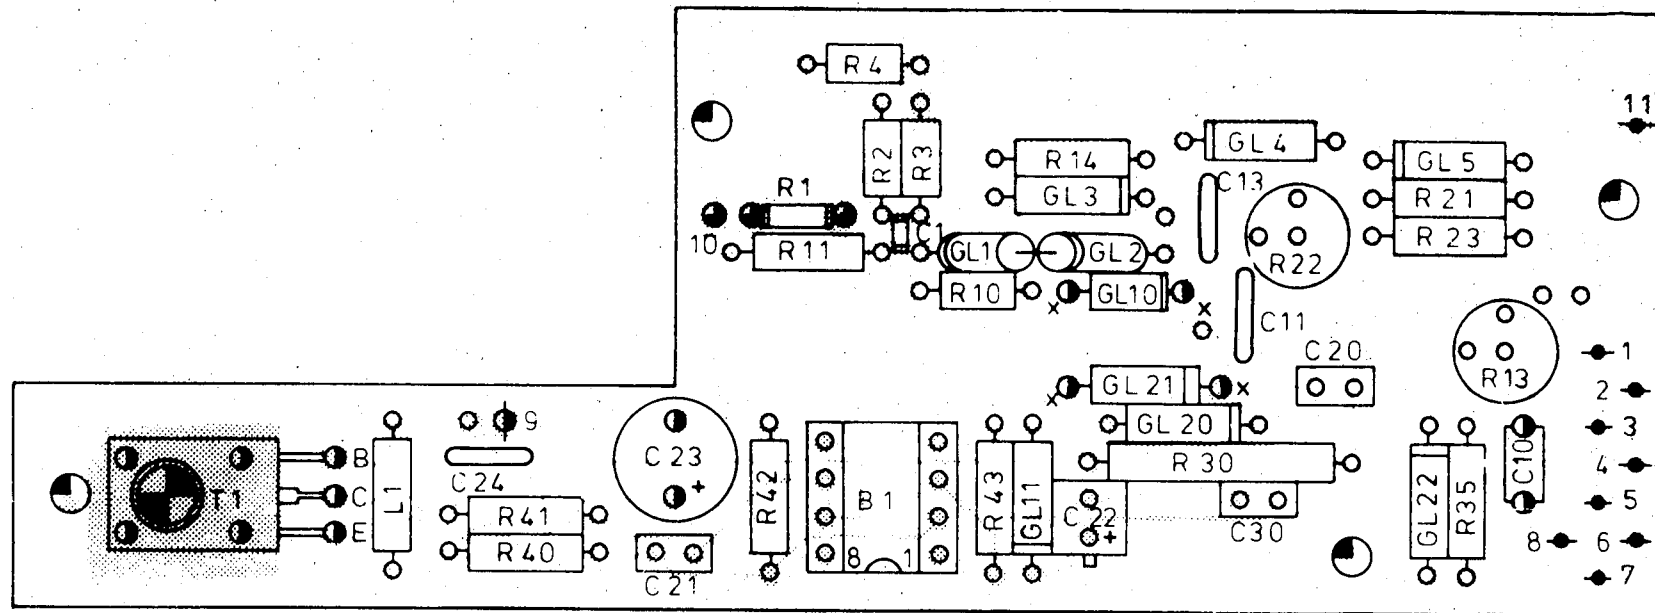 R4
11
GL4
R2
R3
R14
GL5
C13
R1
GL3
R21
10
C1
R23
R11
GL1
GL2
R22
R10
GL10
x
x
C11
C20
1
R13
GL21
x
x
2
9
GL20
3
B
C23
R30
C10
4
C24
+
T1
C
L1
R42
B1
R43
GL11
C22
GL22
R35
5
R41
C30
E
+
R40
8
1
8
6
C21
7